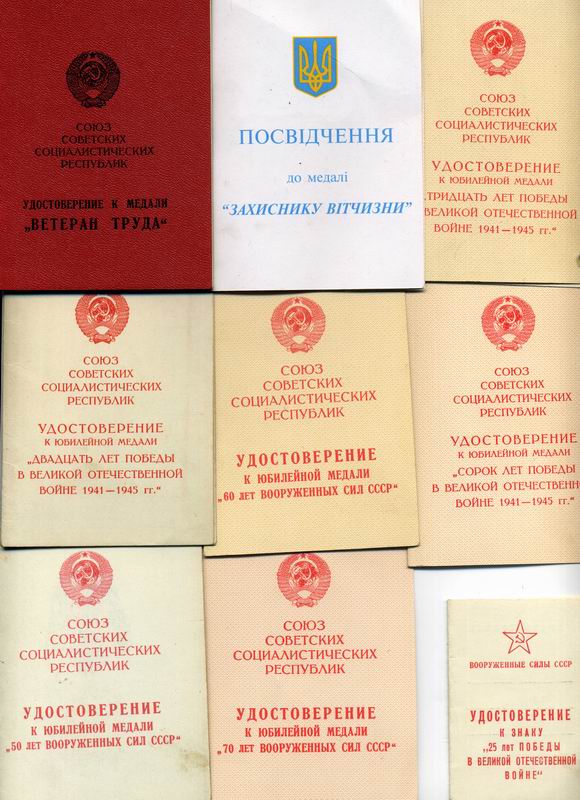 СОЮЗ
СОВЕТСКИХ
СОЦИАЛИСТИЧЕСКИХ
РЕСПУБЛИК
УДОСТОВЕРЕНИЕ К МЕДАЛИ
„ВЕТЕРАН ТРУДА“
ПОСВІДЧЕННЯ
до медалі
“ЗАХИСНИКУ ВІТЧИЗНИ”
СОЮЗ
СОВЕТСКИХ
СОЦИАЛИСТИЧЕСКИХ
РЕСПУБЛИК
УДОСТОВЕРЕНИЕ
К ЮБИЛЕЙНОЙ МЕДАЛИ
„ТРИДЦАТЬ ЛЕТ ПОБЕДЫ
В ВЕЛИКОЙ ОТЕЧЕСТВЕННОЙ
ВОЙНЕ 1941—1945 гг.“
СОЮЗ
СОВЕТСКИХ
СОЦИАЛИСТИЧЕСКИХ
РЕСПУБЛИК
УДОСТОВЕРЕНИЕ
К ЮБИЛЕЙНОЙ МЕДАЛИ
„ДВАДЦАТЬ ЛЕТ ПОБЕДЫ
В ВЕЛИКОЙ ОТЕЧЕСТВЕННОЙ
ВОЙНЕ 1941—1945 гг.“
СОЮЗ
СОВЕТСКИХ
СОЦИАЛИСТИЧЕСКИХ
РЕСПУБЛИК
УДОСТОВЕРЕНИЕ
К ЮБИЛЕЙНОЙ МЕДАЛИ
„60 ЛЕТ ВООРУЖЕННЫХ СИЛ СССР“
СОЮЗ
СОВЕТСКИХ
СОЦИАЛИСТИЧЕСКИХ
РЕСПУБЛИК
УДОСТОВЕРЕНИЕ
К ЮБИЛЕЙНОЙ МЕДАЛИ
„СОРОК ЛЕТ ПОБЕДЫ
В ВЕЛИКОЙ ОТЕЧЕСТВЕНН
ВОЙНЕ 1941—1945 гг.“
СОЮЗ
СОВЕТСКИХ
СОЦИАЛИСТИЧЕСКИХ
РЕСПУБЛИК
УДОСТОВЕРЕНИЕ
К ЮБИЛЕЙНОЙ МЕДАЛИ
„50 ЛЕТ ВООРУЖЕННЫХ СИЛ СССР“
СОЮЗ
СОВЕТСКИХ
СОЦИАЛИСТИЧЕСКИХ
РЕСПУБЛИК
УДОСТОВЕРЕНИЕ
К ЮБИЛЕЙНОЙ МЕДАЛИ
„70 ЛЕТ ВООРУЖЕННЫХ СИЛ СССР“
ВООРУЖЕННЫЕ СИЛЫ СССР
УДОСТОВЕРЕНИЕ
К ЗНАКУ
„25 лет ПОБЕДЫ
В ВЕЛИКОЙ ОТЕЧЕСТВЕННОЙ
ВОЙНЕ“